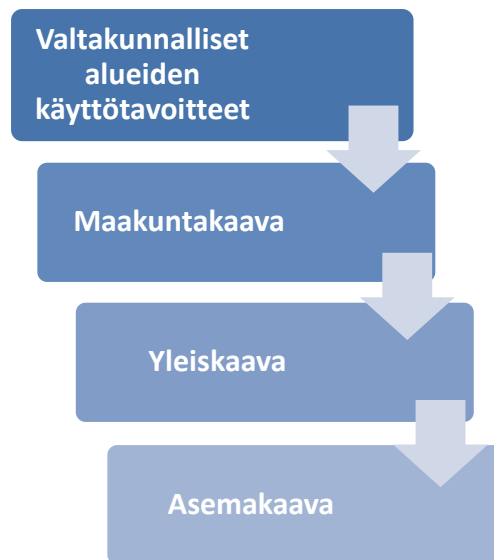 Valtakunnalliset
alueiden
käyttötavoitteet
Maakuntakaava
Yleiskaava
Asemakaava